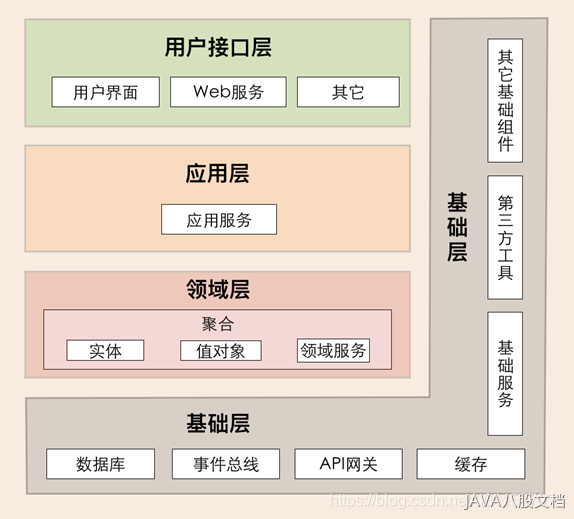 用户接口层
用户界面
Web服务
其它
应用层
应用服务
领域层
聚合
实体
值对象
领域服务
基础层
数据库
事件总线
API网关
缓存
基础层
其它基础组件
第三方工具
基础服务
https://blog.csdn.ne
JAVA八股文档